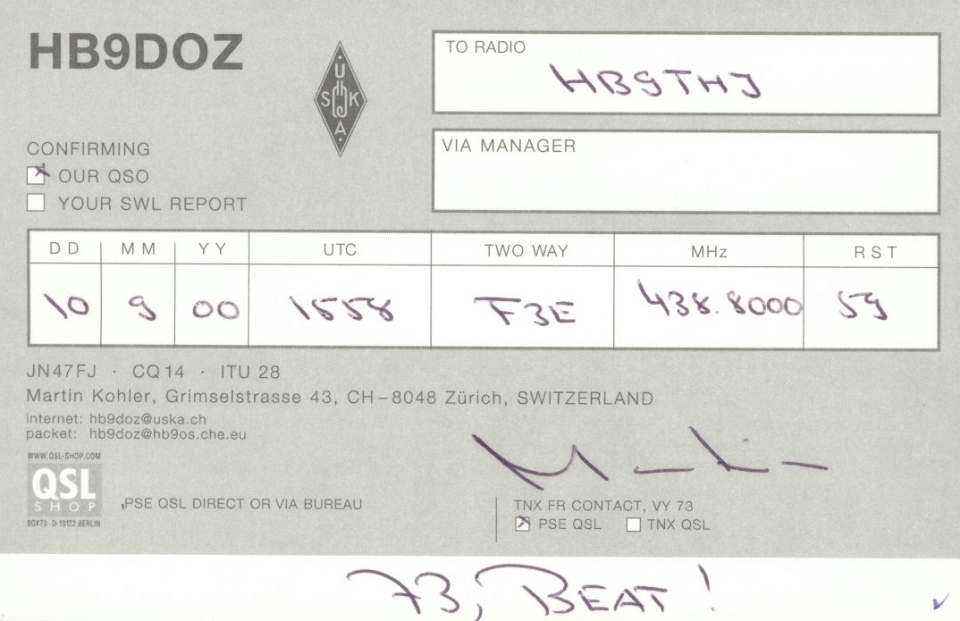 HB9DOZ
USKA
TO RADIO
HB9THJ
CONFIRMING
OUR QSO
YOUR SWL REPORT
VIA MANAGER
DD MM YY UTC TWO WAY MHz RST
10 9 00 1558 F3E 438.8000 59
JN47FJ · CQ14 · ITU 28
Martin Kohler, Grimselstrasse 43, CH–8048 Zürich, SWITZERLAND
internet: hb9doz@uska.ch
packet: hb9doz@hb9os.che.eu
WWW.QSL-SHOP.COM
QSL
SHOP
BOX73 D-10122 BERLIN
PSE QSL DIRECT OR VIA BUREAU
TNX FR CONTACT, VY 73
PSE QSL TNX QSL
73, BEAT!